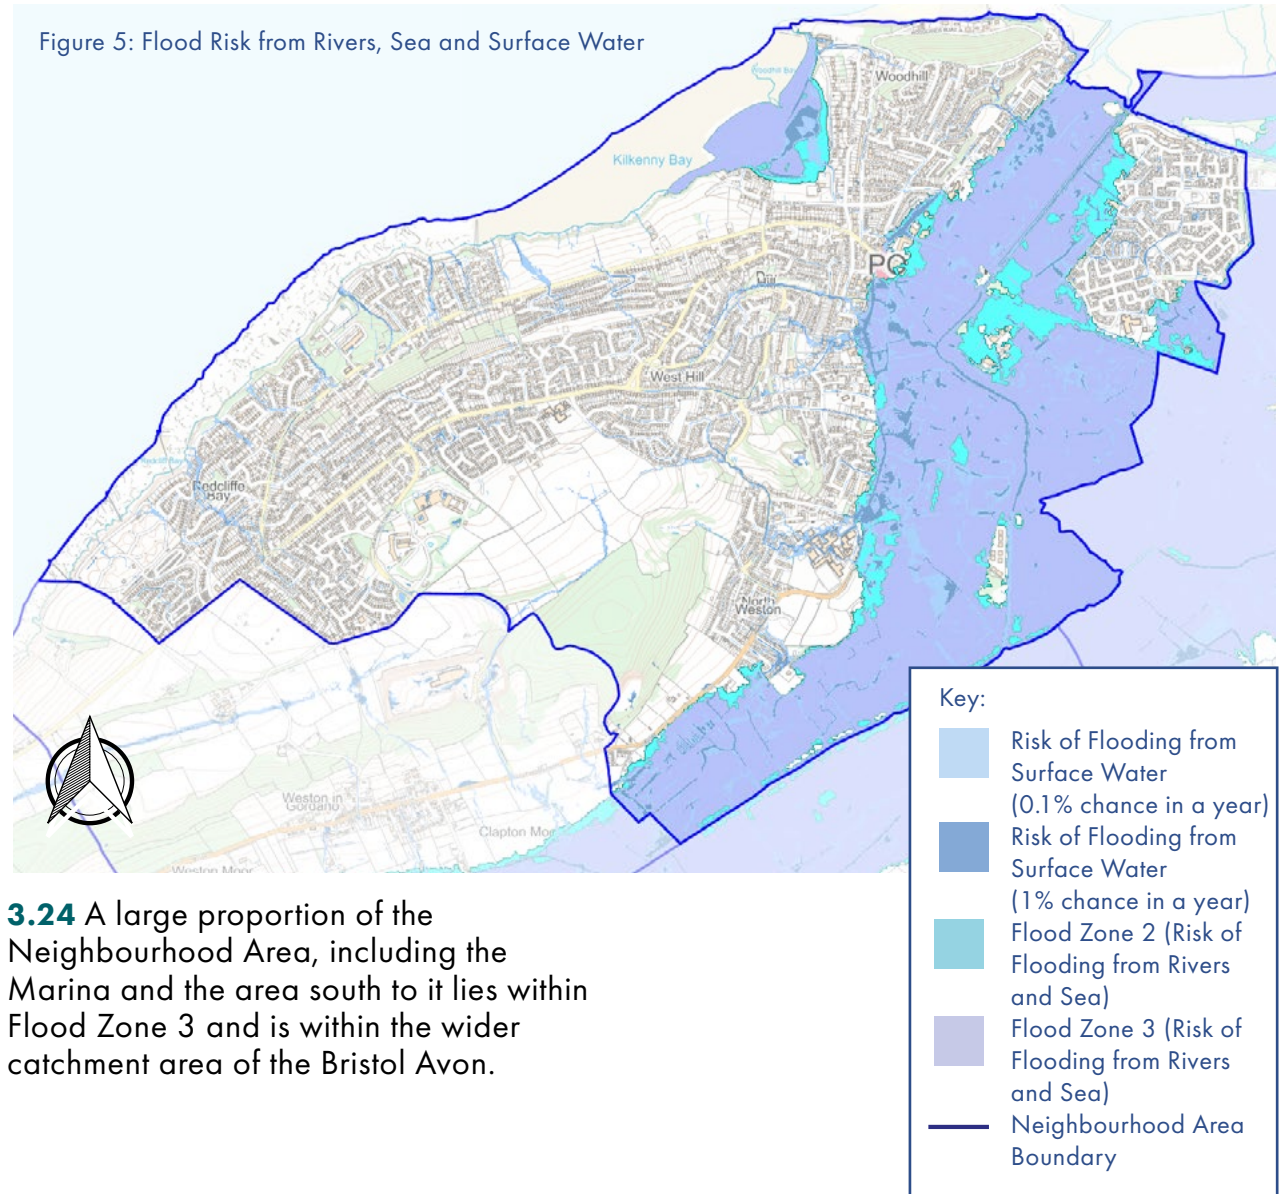 Figure 5: Flood Risk from Rivers, Sea and Surface Water
Woodhill Bay
Woodhill
Kilkenny Bay
PO
West Hill
Redcliffe
Bay
North
Weston
Weston in
Gordano
Clapton Moor
Weston Moor
Key:
Risk of Flooding from
Surface Water
(0.1% chance in a year)
Risk of Flooding from
Surface Water
(1% chance in a year)
Flood Zone 2 (Risk of
Flooding from Rivers
and Sea)
Flood Zone 3 (Risk of
Flooding from Rivers
and Sea)
Neighbourhood Area
Boundary
3.24 A large proportion of the
Neighbourhood Area, including the
Marina and the area south to it lies within
Flood Zone 3 and is within the wider
catchment area of the Bristol Avon.